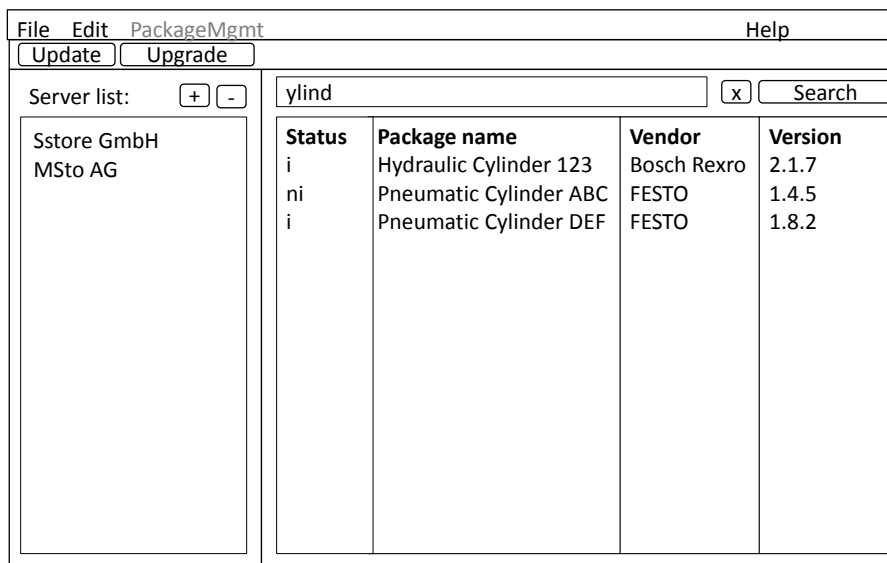 File Edit PackageMgmt Help
Update Upgrade
Server list: + -
ylind x Search
Sstore GmbH
MSto AG
Status Package name Vendor Version
i Hydraulic Cylinder 123 Bosch Rexro 2.1.7
ni Pneumatic Cylinder ABC FESTO 1.4.5
i Pneumatic Cylinder DEF FESTO 1.8.2